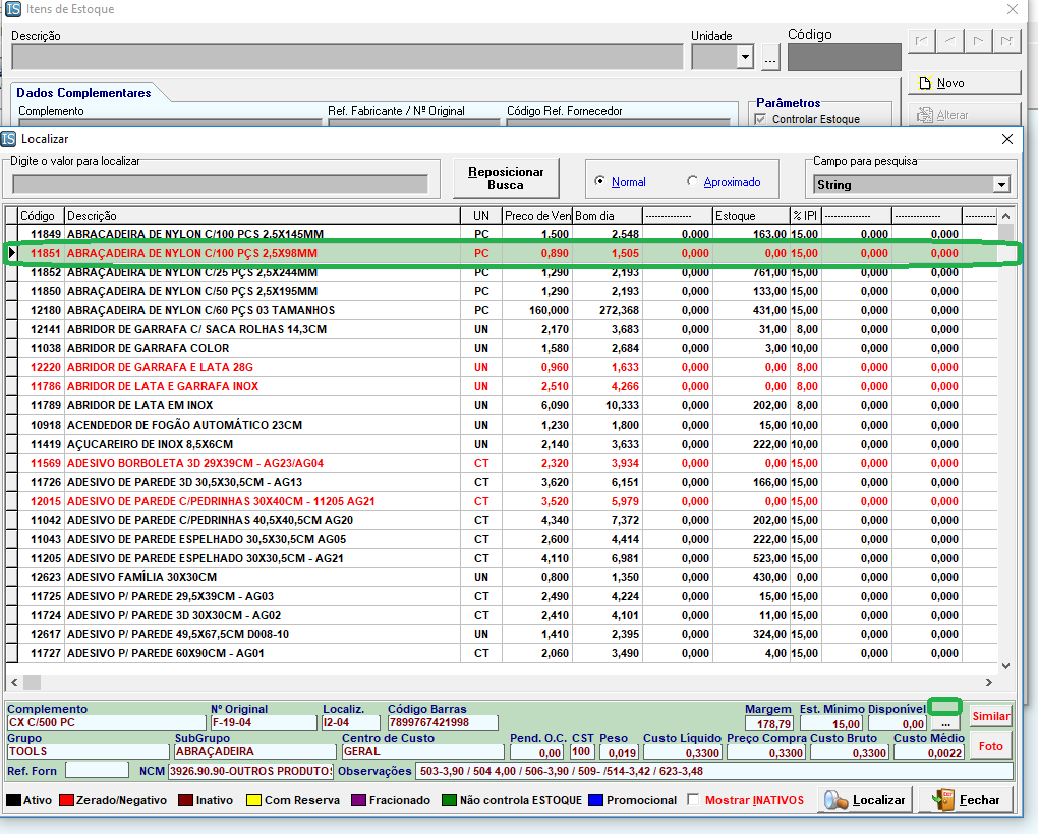 IS Itens de Estoque
Descrição Unidade Código
...
Novo
Dados Complementares
Complemento Ref. Fabricante / Nº Original Código Ref. Fornecedor Parâmetros
Controlar Estoque Alterar
IS Localizar
Digite o valor para localizar Campo para pesquisa
Reposicionar Busca Normal Aproximado String
Código Descrição UN Preco de Ven Bom dia --------------- Estoque % IPI --------------- --------------- ----------
11849 ABRAÇADEIRA DE NYLON C/100 PCS 2.5X145MM PC 1,500 2,548 0,000 163,00 15,00 0,000 0,000
11851 ABRAÇADEIRA DE NYLON C/100 PÇS 2,5X98MM PC 0,890 1,505 0,000 0,00 15,00 0,000 0,000
11852 ABRAÇADEIRA DE NYLON C/25 PÇS 2,5X244MM PC 1,290 2,193 0,000 761,00 15,00 0,000 0,000
11850 ABRAÇADEIRA DE NYLON C/50 PÇS 2,5X195MM PC 1,290 2,193 0,000 133,00 15,00 0,000 0,000
12180 ABRAÇADEIRA DE NYLON C/60 PÇS 03 TAMANHOS PC 160,000 272,368 0,000 431,00 15,00 0,000 0,000
12141 ABRIDOR DE GARRAFA C/ SACA ROLHAS 14,3CM UN 2,170 3,683 0,000 31,00 8,00 0,000 0,000
11038 ABRIDOR DE GARRAFA COLOR UN 1,580 2,684 0,000 3,00 10,00 0,000 0,000
12220 ABRIDOR DE GARRAFA E LATA 28G UN 0,960 1,633 0,000 0,00 8,00 0,000 0,000
11786 ABRIDOR DE LATA E GARRAFA INOX UN 2,510 4,266 0,000 0,00 8,00 0,000 0,000
11789 ABRIDOR DE LATA EM INOX UN 6,090 10,333 0,000 202,00 8,00 0,000 0,000
10918 ACENDEDOR DE FOGÃO AUTOMÁTICO 23CM UN 1,230 1,800 0,000 15,00 10,00 0,000 0,000
11419 AÇUCAREIRO DE INOX 8,5X6CM UN 2,140 3,633 0,000 222,00 10,00 0,000 0,000
11569 ADESIVO BORBOLETA 3D 29X39CM - AG23/AG04 CT 2,320 3,934 0,000 0,00 15,00 0,000 0,000
11726 ADESIVO DE PAREDE 3D 30,5X30,5CM - AG13 CT 3,620 6,151 0,000 166,00 15,00 0,000 0,000
12015 ADESIVO DE PAREDE C/PEDRINHAS 30X40CM - 11205 AG21 CT 3,520 5,979 0,000 0,00 15,00 0,000 0,000
11042 ADESIVO DE PAREDE C/PEDRINHAS 40,5X40,5CM AG20 CT 4,340 7,372 0,000 202,00 15,00 0,000 0,000
11043 ADESIVO DE PAREDE ESPELHADO 30,5X30,5CM AG05 CT 2,600 4,414 0,000 222,00 15,00 0,000 0,000
11205 ADESIVO DE PAREDE ESPELHADO 30X30,5CM - AG21 CT 4,110 6,981 0,000 523,00 15,00 0,000 0,000
12623 ADESIVO FAMÍLIA 30X30CM UN 0,800 1,350 0,000 430,00 0,00 0,000 0,000
11725 ADESIVO P/ PAREDE 29,5X39CM - AG03 CT 2,490 4,224 0,000 15,00 15,00 0,000 0,000
11724 ADESIVO P/ PAREDE 3D 30X30CM - AG02 CT 2,410 4,101 0,000 11,00 15,00 0,000 0,000
12617 ADESIVO P/ PAREDE 49,5X67,5CM D008-10 UN 1,410 2,395 0,000 324,00 15,00 0,000 0,000
11727 ADESIVO P/ PAREDE 60X90CM - AG01 CT 2,060 3,490 0,000 4,00 15,00 0,000 0,000
Complemento Nº Original Localiz. Código Barras Margem Est. Mínimo Disponível
CX C/500 PC F-19-04 I2-04 7899767421998 178,79 15,00 0,00 ... Similar
Grupo SubGrupo Centro de Custo Pend. O.C. CST Peso Custo Líquido Preço Compra Custo Bruto Custo Médio
TOOLS ABRAÇADEIRA GERAL 0,00 100 0,019 0,3300 0,3300 0,3300 0,0022 Foto
Ref. Forn NCM 3926.90.90-OUTROS PRODUTO: Observações 503-3,90 / 504 4,00 / 506-3,90 / 509- /514-3,42 / 623-3,48
Ativo Zerado/Negativo Inativo Com Reserva Fracionado Não controla ESTOQUE Promocional Mostrar INATIVOS Localizar Fechar